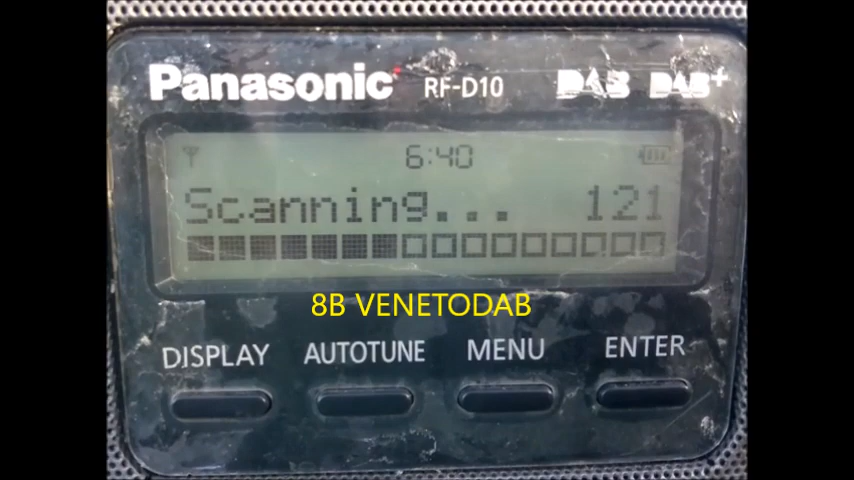 Panasonic RF-D10 DAB DAB+
6:40
Scanning... 121
8B VENETODAB
DISPLAY AUTOTUNE MENU ENTER